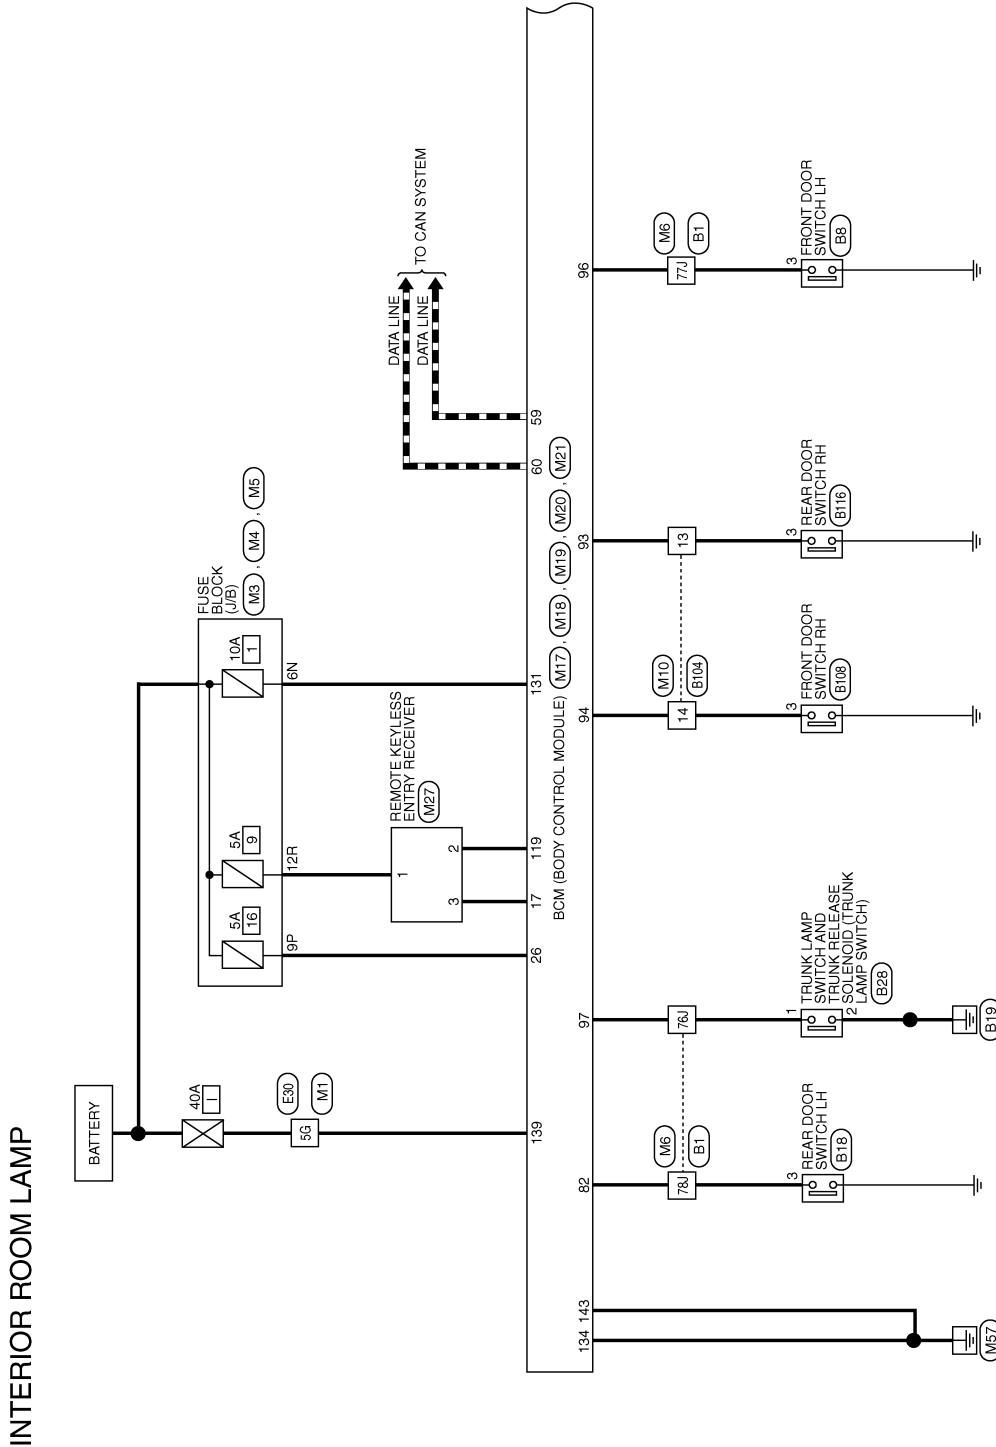 INTERIOR ROOM LAMP
BATTERY
40A
I
5G
E30
M1
139
5A
16
9P
26
5A
9
12R
10A
1
6N
131
FUSE
BLOCK
(J/B)
M3 , M4 , M5
REMOTE KEYLESS
ENTRY RECEIVER
M27
1
3
2
17
119
60
59
DATA LINE
DATA LINE
TO CAN SYSTEM
BCM (BODY CONTROL MODULE) M17 , M18 , M19 , M20 , M21
134
143
82
97
94
93
96
M57
78J
M6
B1
76J
3
REAR DOOR
SWITCH LH
B18
1
2
TRUNK LAMP
SWITCH AND
TRUNK RELEASE
SOLENOID (TRUNK
LAMP SWITCH)
B28
B19
14
M10
B104
13
3
FRONT DOOR
SWITCH RH
B108
3
REAR DOOR
SWITCH RH
B116
77J
M6
B1
3
FRONT DOOR
SWITCH LH
B8